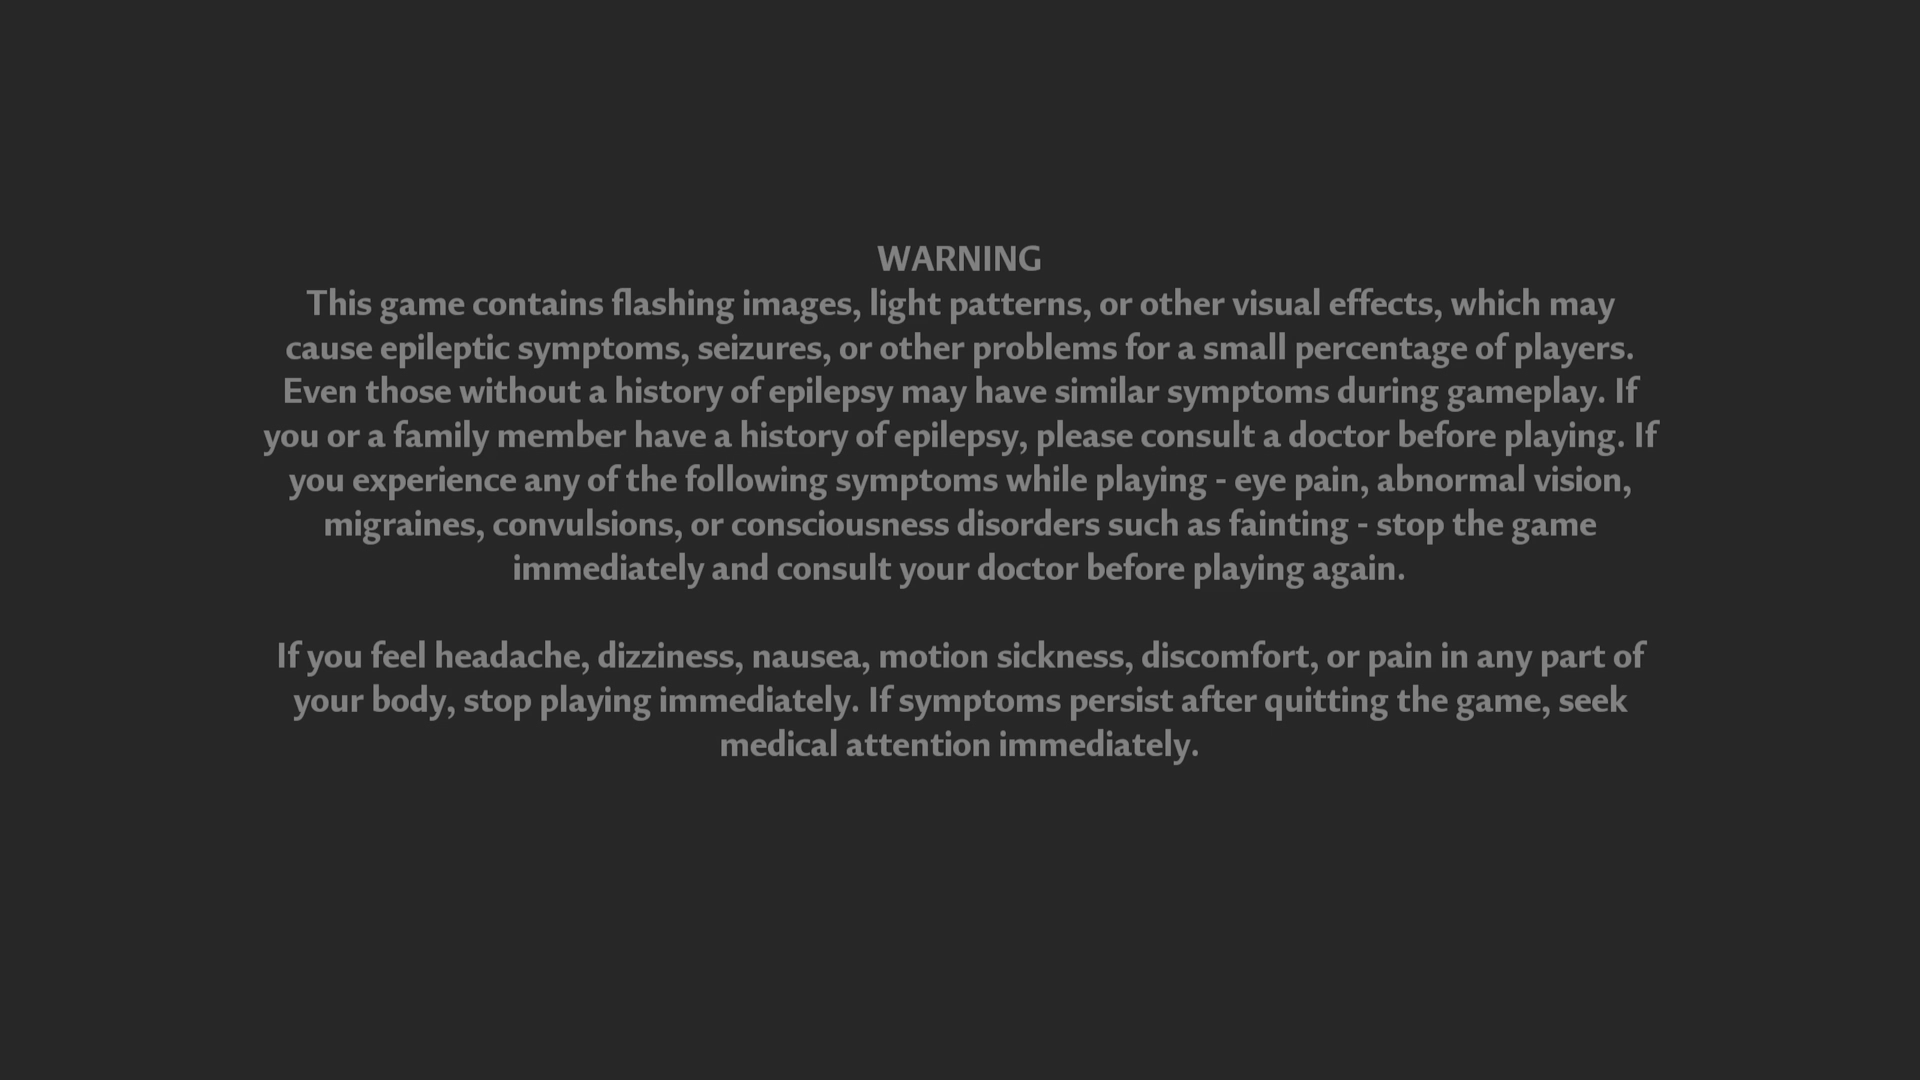 WARNING
This game contains flashing images, light patterns, or other visual effects, which may
cause epileptic symptoms, seizures, or other problems for a small percentage of players.
Even those without a history of epilepsy may have similar symptoms during gameplay. If
you or a family member have a history of epilepsy, please consult a doctor before playing. If
you experience any of the following symptoms while playing - eye pain, abnormal vision,
migraines, convulsions, or consciousness disorders such as fainting - stop the game
immediately and consult your doctor before playing again.
If you feel headache, dizziness, nausea, motion sickness, discomfort, or pain in any part of
your body, stop playing immediately. If symptoms persist after quitting the game, seek
medical attention immediately.